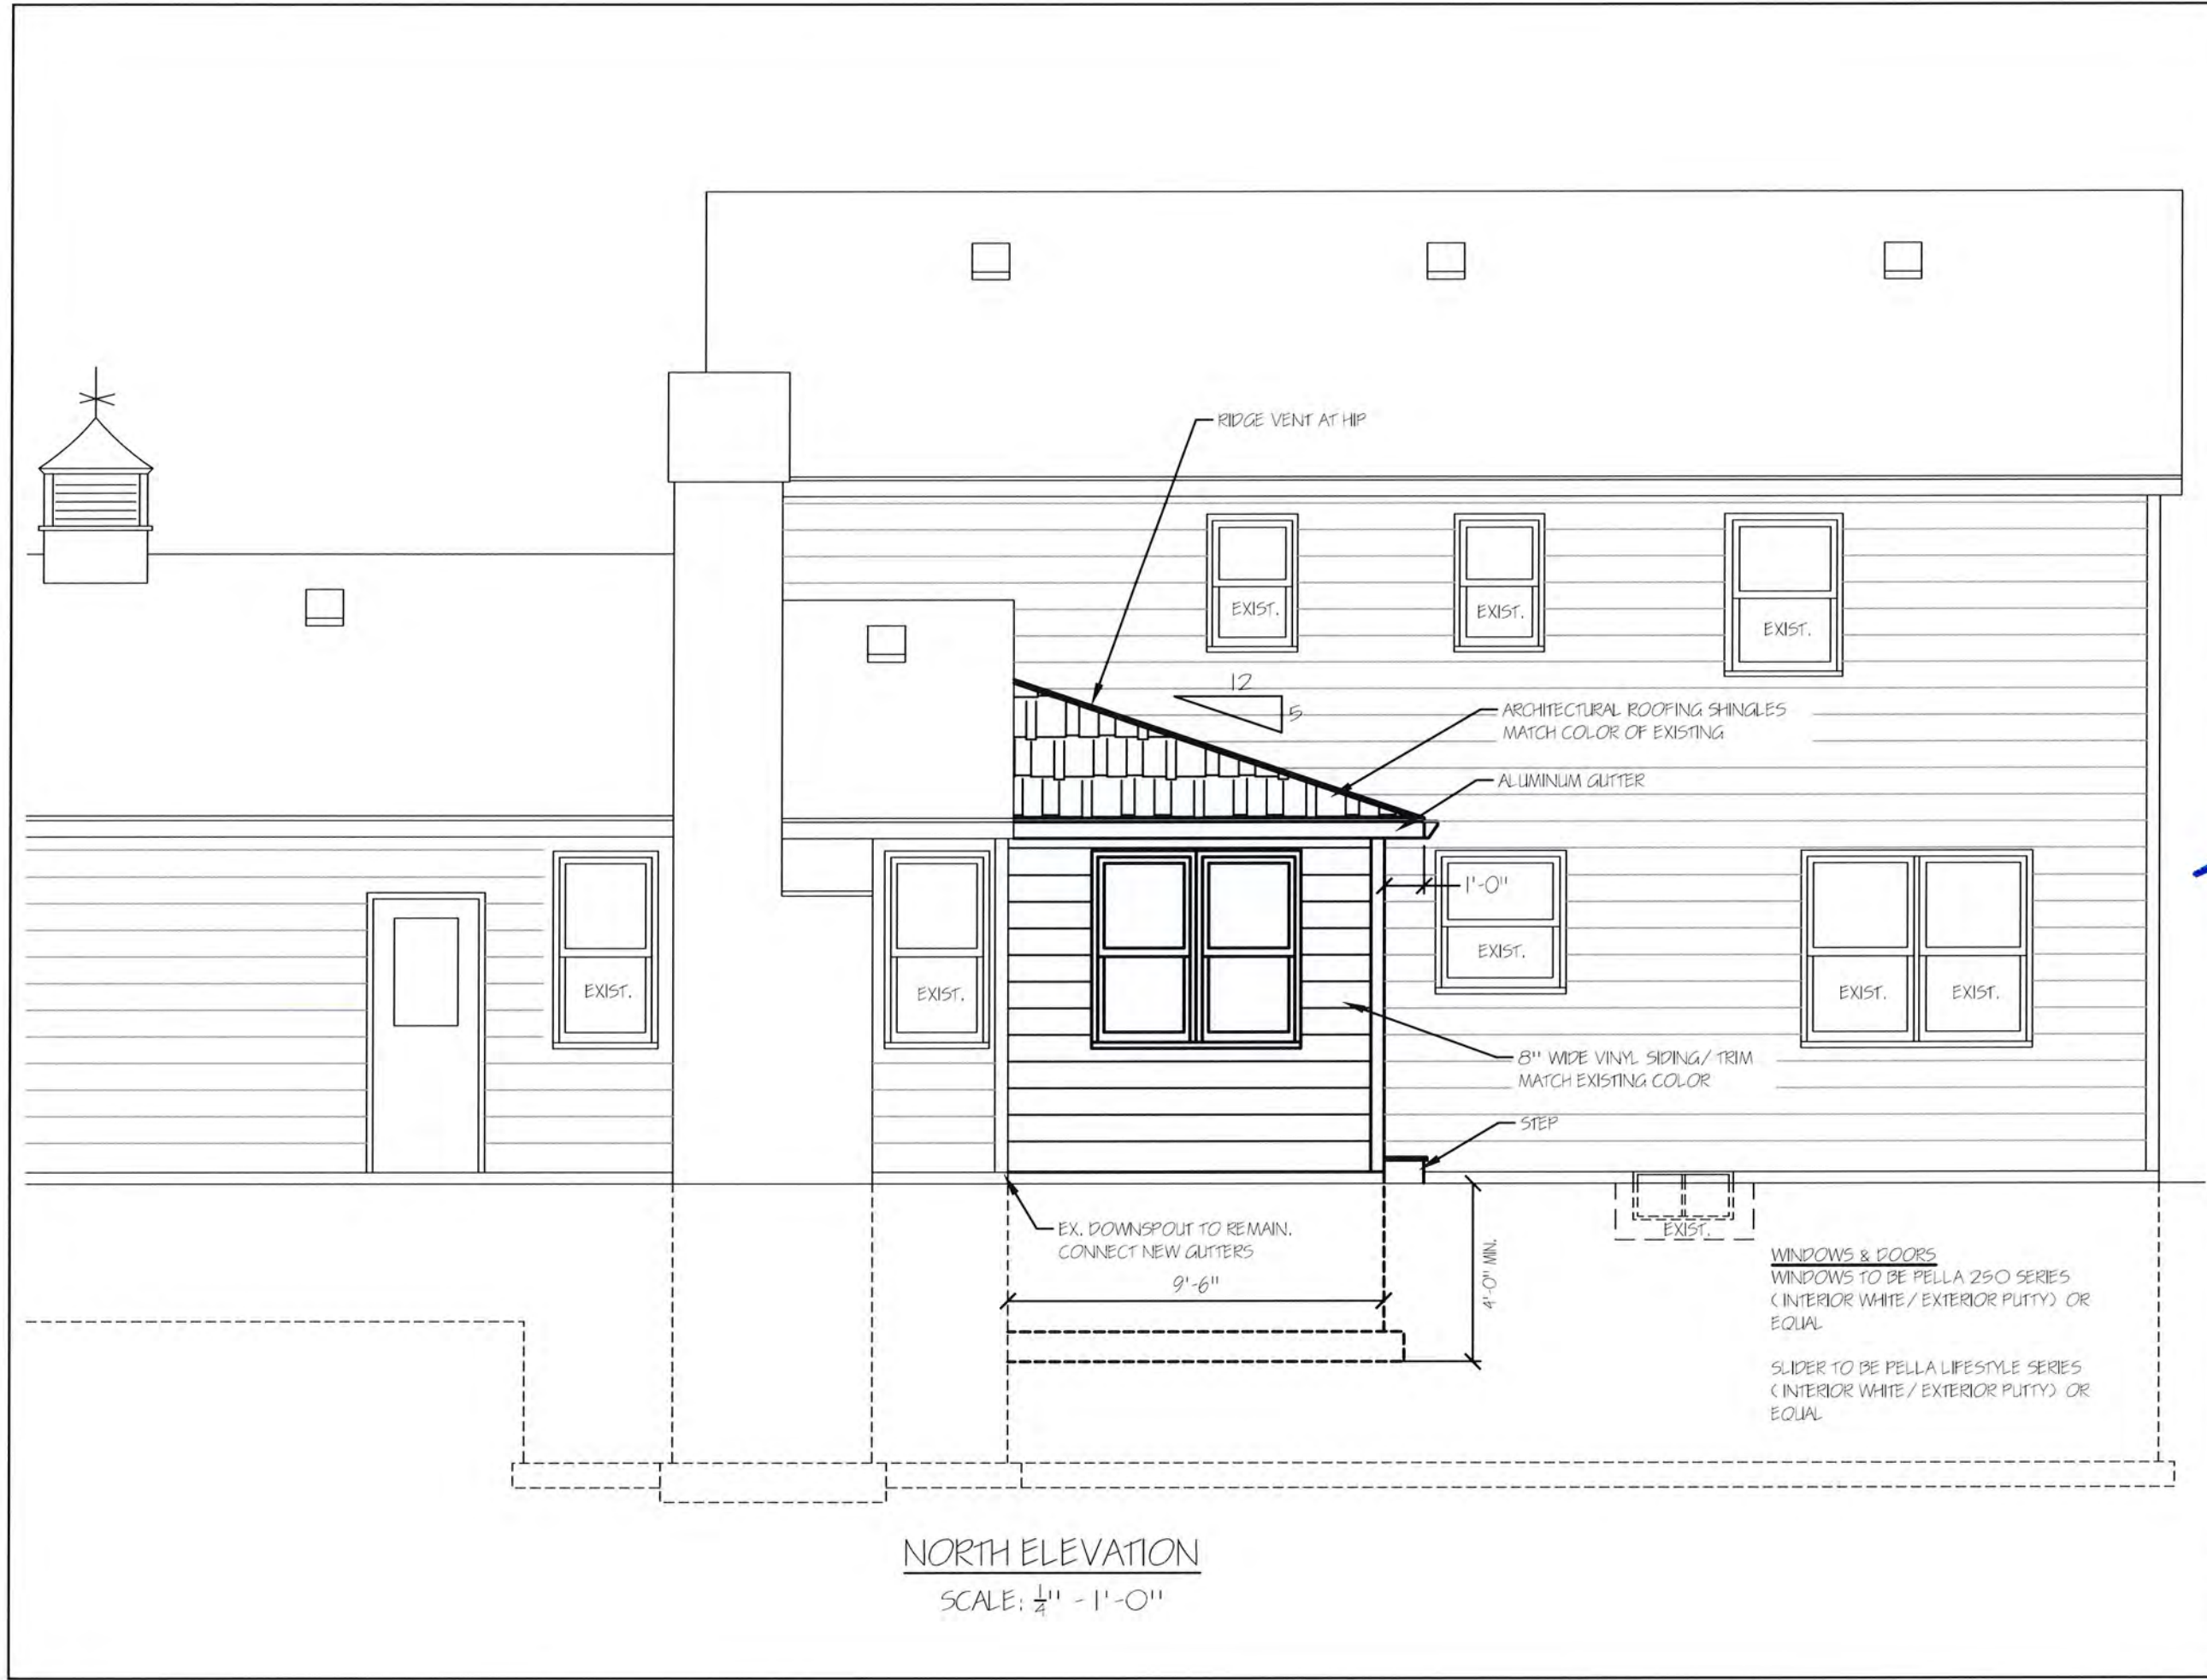 RIDGE VENT AT HIP
EXIST.
EXIST.
EXIST.
12
5
ARCHITECTURAL ROOFING SHINGLES
MATCH COLOR OF EXISTING
ALUMINUM GUTTER
1'-0"
EXIST.
EXIST.
EXIST.
EXIST.
EXIST.
8" WIDE VINYL SIDING/ TRIM
MATCH EXISTING COLOR
STEP
EX. DOWNSPOUT TO REMAIN.
CONNECT NEW GUTTERS
9'-6"
4'-0" MIN.
EXIST.
WINDOWS & DOORS
WINDOWS TO BE PELLA 250 SERIES
(INTERIOR WHITE / EXTERIOR PUTTY) OR
EQUAL
SLIDER TO BE PELLA LIFESTYLE SERIES
(INTERIOR WHITE / EXTERIOR PUTTY) OR
EQUAL
NORTH ELEVATION
SCALE: 1/4" - 1'-0"